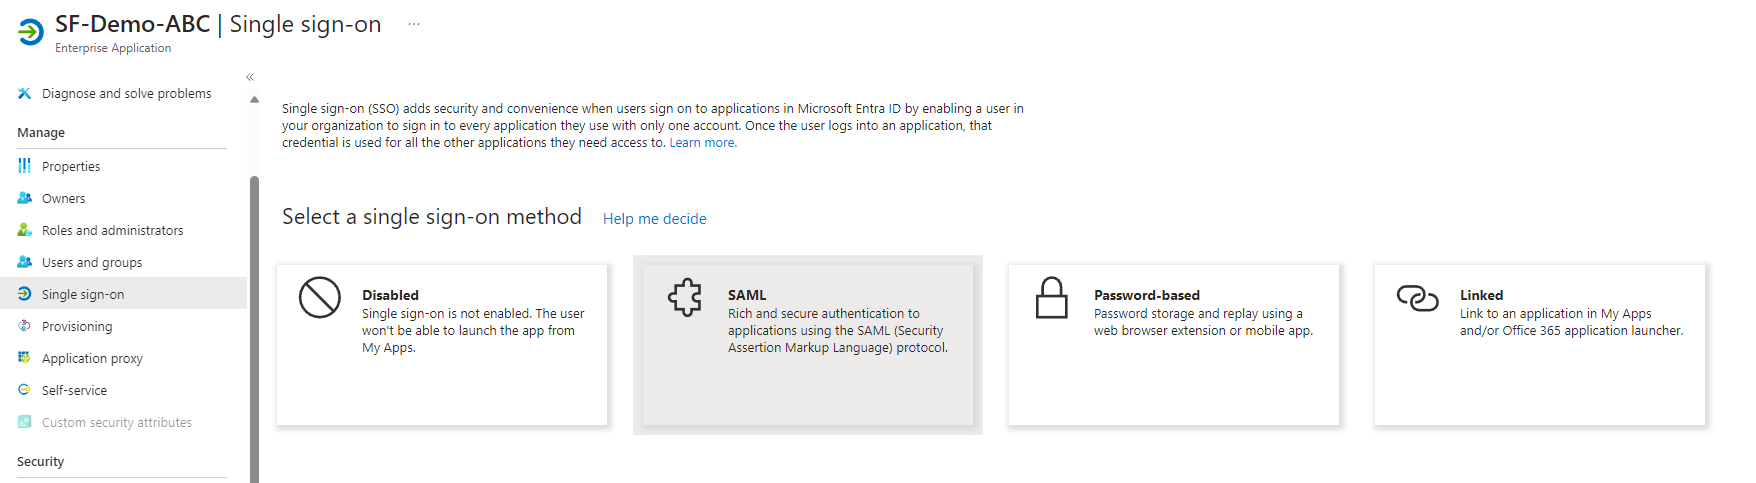 SF-Demo-ABC | Single sign-on ...
Enterprise Application
«
Diagnose and solve problems
Manage
Properties
Owners
Roles and administrators
Users and groups
Single sign-on
Provisioning
Application proxy
Self-service
Custom security attributes
Security
Single sign-on (SSO) adds security and convenience when users sign on to applications in Microsoft Entra ID by enabling a user in
your organization to sign in to every application they use with only one account. Once the user logs into an application, that
credential is used for all the other applications they need access to. Learn more.
Select a single sign-on method Help me decide
Disabled
Single sign-on is not enabled. The user
won't be able to launch the app from
My Apps.
SAML
Rich and secure authentication to
applications using the SAML (Security
Assertion Markup Language) protocol.
Password-based
Password storage and replay using a
web browser extension or mobile app.
Linked
Link to an application in My Apps
and/or Office 365 application launcher.